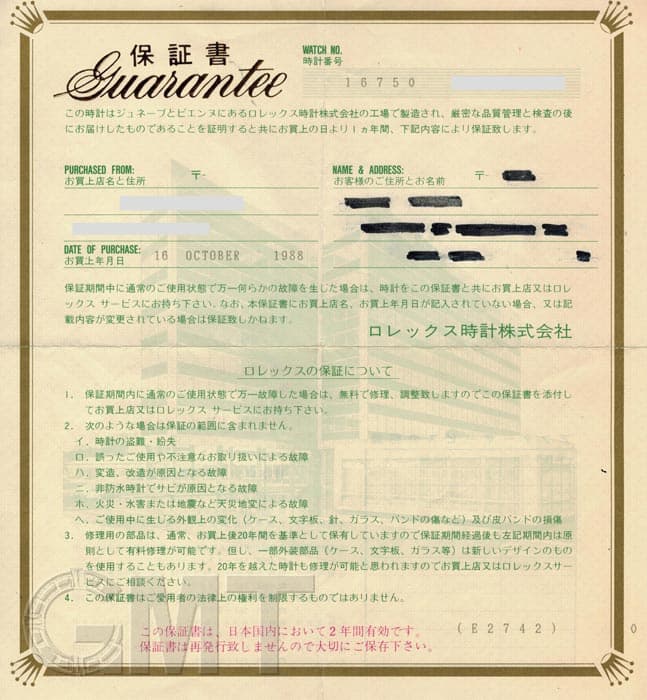 保証書
Guarantee
WATCH NO.
時計番号
16750
この時計はジュネーブとビエンヌにあるロレックス時計株式会社の工場で製造され、厳密な品質管理と検査の後
にお届けしたものであることを証明すると共にお買上の日より1ヵ年間、下記内容により保証致します。
PURCHASED FROM:
お買上店名と住所 〒-
NAME & ADDRESS:
お客様のご住所とお名前 〒-
DATE OF PURCHASE:
お買上年月日
16 OCTOBER 1988
保証期間中に通常のご使用状態で万一何らかの故障を生じた場合は、時計をこの保証書と共にお買上店又はロレ
ックス サービスにお持ち下さい。なお、本保証書にお買上店名、お買上年月日が記入されていない場合、又は記
載内容が変更されている場合は保証致しかねます。
ロレックス時計株式会社
ロレックスの保証について
1. 保証期間内に通常のご使用状態で万一故障した場合は、無料で修理、調整致しますのでこの保証書を添付し
てお買上店又はロレックス サービスにお持ち下さい。
2. 次のような場合は保証の範囲に含まれません。
イ. 時計の盗難・紛失
ロ. 誤ったご使用や不注意なお取り扱いによる故障
ハ. 変造、改造が原因となる故障
ニ. 非防水時計でサビが原因となる故障
ホ. 火災・水害または地震など天災地変による故障
ヘ. ご使用中に生じる外観上の変化(ケース、文字板、針、ガラス、バンドの傷など)及び皮バンドの損傷
3. 修理用の部品は、通常、お買上後20年間を基準として保有していますので保証期間経過後も左記期間内は原
則として有料修理が可能です。但し、一部外装部品(ケース、文字板、ガラス等)は新しいデザインのもの
を使用することもあります。20年を越えた時計も修理が可能と思われますのでお買上店又はロレックスサー
ビスにご相談ください。
4. この保証書はご愛用者の法律上の権利を制限するものではありません。
この保証書は、日本国内において2年間有効です。
保証書は再発行致しませんので大切にご保存下さい。
(E2742)
0
GMT